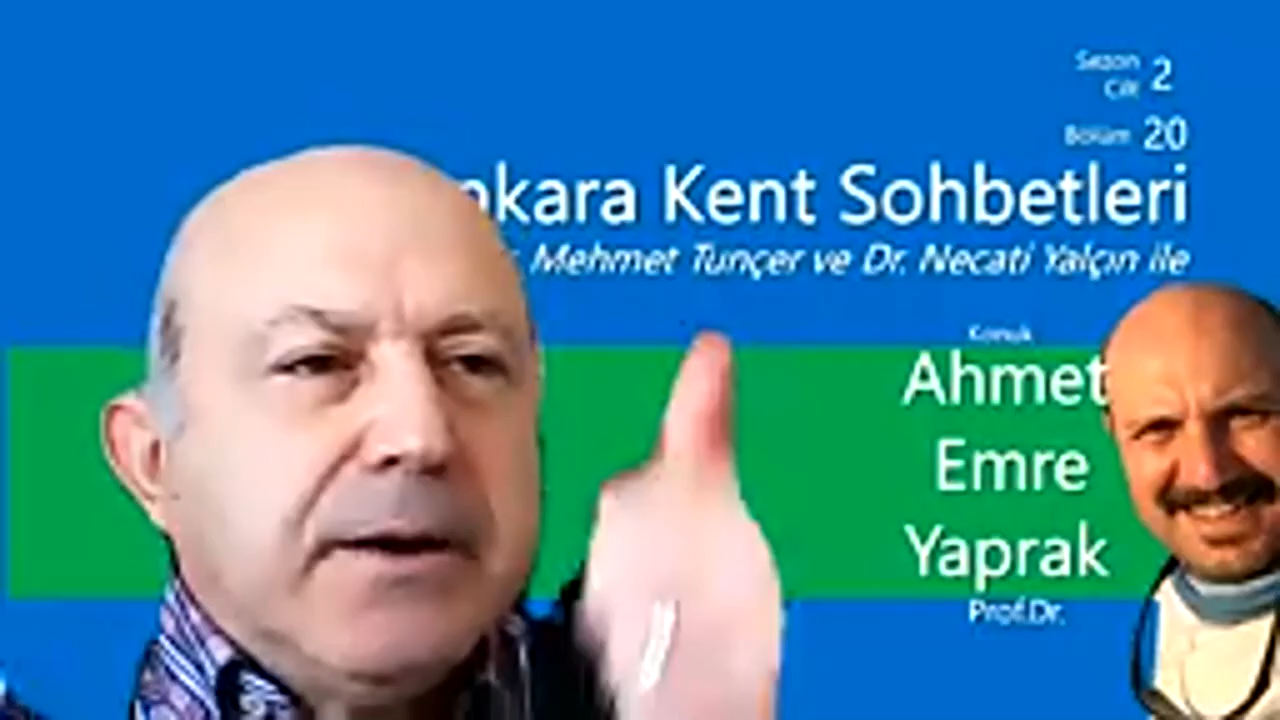 Sezon
Cilt 2
Bölüm 20
nkara Kent Sohbetleri
Mehmet Tunçer ve Dr. Necati Yalçın ile
Konuk
Ahmet
Emre
Yaprak
Prof.Dr.